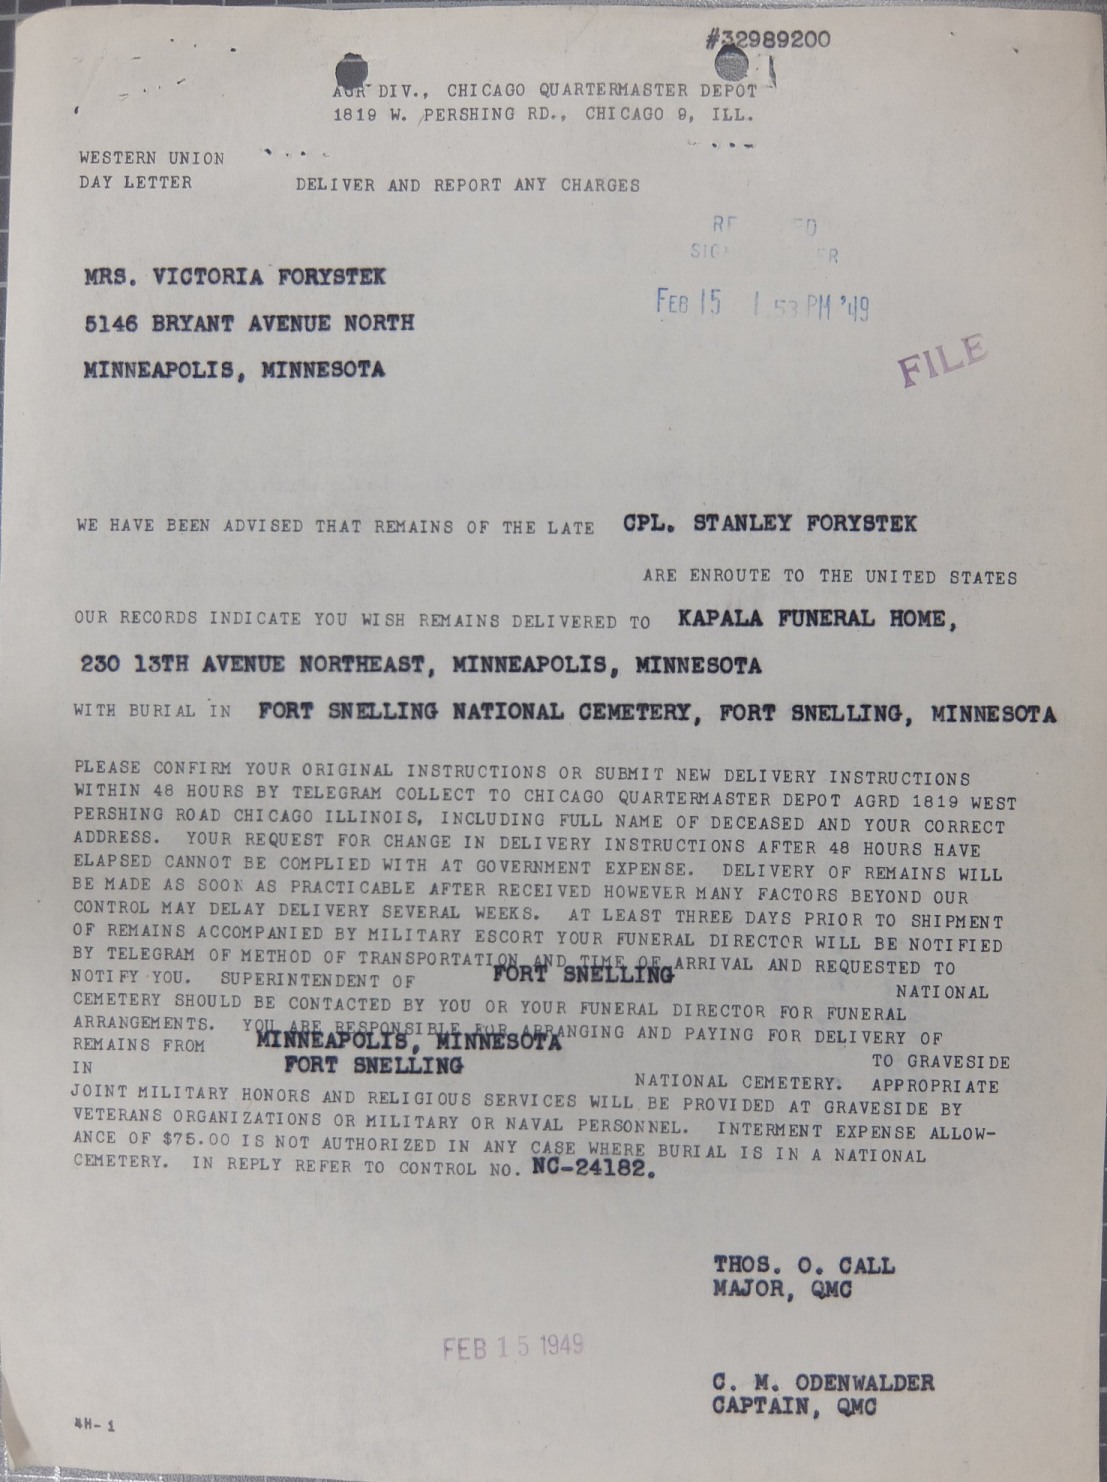 #32989200
AGR DIV., CHICAGO QUARTERMASTER DEPOT
1819 W. PERSHING RD., CHICAGO 9, ILL.
WESTERN UNION
DAY LETTER DELIVER AND REPORT ANY CHARGES
FEB 15 1 53 PM '49
MRS. VICTORIA FORYSTEK
5146 BRYANT AVENUE NORTH
MINNEAPOLIS, MINNESOTA
FILE
WE HAVE BEEN ADVISED THAT REMAINS OF THE LATE CPL. STANLEY FORYSTEK
ARE ENROUTE TO THE UNITED STATES
OUR RECORDS INDICATE YOU WISH REMAINS DELIVERED TO KAPALA FUNERAL HOME,
230 13TH AVENUE NORTHEAST, MINNEAPOLIS, MINNESOTA
WITH BURIAL IN FORT SNELLING NATIONAL CEMETERY, FORT SNELLING, MINNESOTA
PLEASE CONFIRM YOUR ORIGINAL INSTRUCTIONS OR SUBMIT NEW DELIVERY INSTRUCTIONS
WITHIN 48 HOURS BY TELEGRAM COLLECT TO CHICAGO QUARTERMASTER DEPOT AGRD 1819 WEST
PERSHING ROAD CHICAGO ILLINOIS, INCLUDING FULL NAME OF DECEASED AND YOUR CORRECT
ADDRESS. YOUR REQUEST FOR CHANGE IN DELIVERY INSTRUCTIONS AFTER 48 HOURS HAVE
ELAPSED CANNOT BE COMPLIED WITH AT GOVERNMENT EXPENSE. DELIVERY OF REMAINS WILL
BE MADE AS SOON AS PRACTICABLE AFTER RECEIVED HOWEVER MANY FACTORS BEYOND OUR
CONTROL MAY DELAY DELIVERY SEVERAL WEEKS. AT LEAST THREE DAYS PRIOR TO SHIPMENT
OF REMAINS ACCOMPANIED BY MILITARY ESCORT YOUR FUNERAL DIRECTOR WILL BE NOTIFIED
BY TELEGRAM OF METHOD OF TRANSPORTATION AND TIME OF ARRIVAL AND REQUESTED TO
NOTIFY YOU. SUPERINTENDENT OF FORT SNELLING NATIONAL
CEMETERY SHOULD BE CONTACTED BY YOU OR YOUR FUNERAL DIRECTOR FOR FUNERAL
ARRANGEMENTS. YOU ARE RESPONSIBLE FOR ARRANGING AND PAYING FOR DELIVERY OF
REMAINS FROM MINNEAPOLIS, MINNESOTA TO GRAVESIDE
IN FORT SNELLING NATIONAL CEMETERY. APPROPRIATE
JOINT MILITARY HONORS AND RELIGIOUS SERVICES WILL BE PROVIDED AT GRAVESIDE BY
VETERANS ORGANIZATIONS OR MILITARY OR NAVAL PERSONNEL. INTERMENT EXPENSE ALLOW-
ANCE OF $75.00 IS NOT AUTHORIZED IN ANY CASE WHERE BURIAL IS IN A NATIONAL
CEMETERY. IN REPLY REFER TO CONTROL NO. NC-24182.
THOS. O. CALL
MAJOR, QMC
FEB 15 1949
C. M. ODENWALDER
CAPTAIN, QMC
4H-1